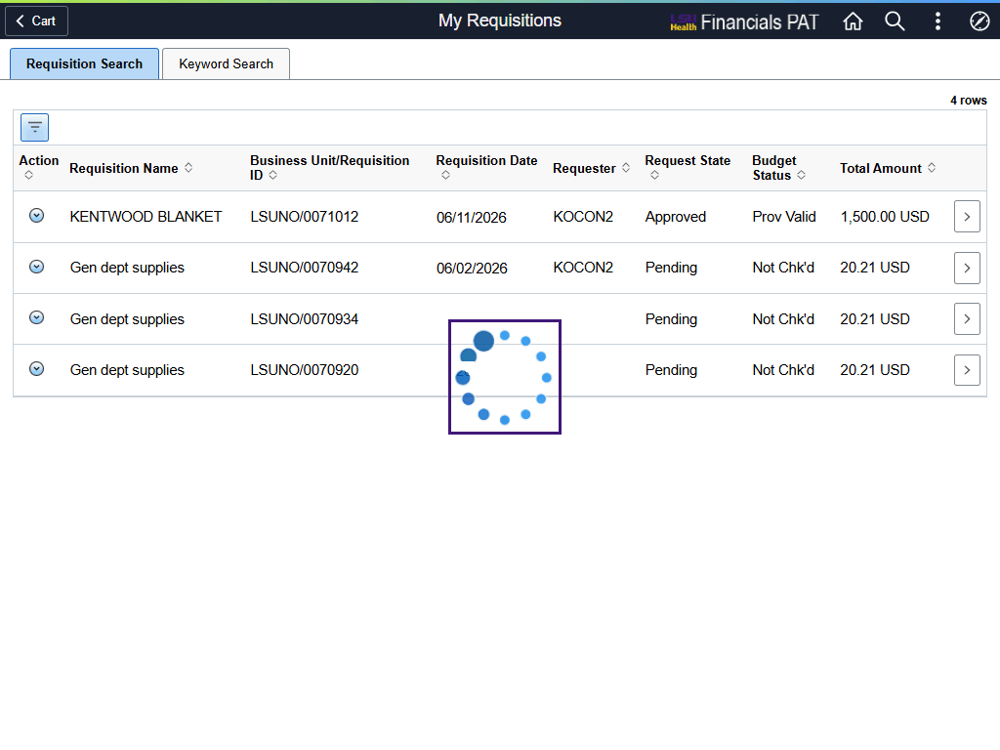 Cart
My Requisitions
LSU Health Financials PAT
Requisition Search
Keyword Search
4 rows
Action Requisition Name Business Unit/Requisition ID Requisition Date Requester Request State Budget Status Total Amount
KENTWOOD BLANKET LSUNO/0071012 06/11/2026 KOCON2 Approved Prov Valid 1,500.00 USD
Gen dept supplies LSUNO/0070942 06/02/2026 KOCON2 Pending Not Chk'd 20.21 USD
Gen dept supplies LSUNO/0070934 Pending Not Chk'd 20.21 USD
Gen dept supplies LSUNO/0070920 Pending Not Chk'd 20.21 USD